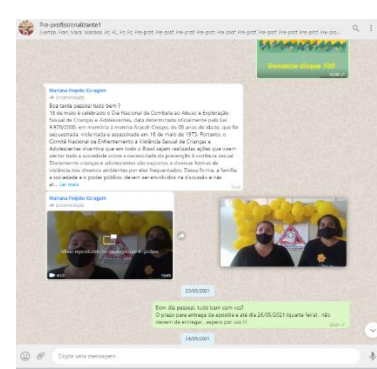 Pre-profissionalizante1
Denuncie disque 100
Mariana Projeto Coragem
Boa tarde pessoal tudo bem ?
18 de maio é celebrado o Dia Nacional de Combate ao Abuso e Exploração
Sexual de Crianças e Adolescentes, data determinada oficialmente pela Lei
9.970/2000, em memória à menina Araceli Crespo, de 08 anos de idade, que foi
sequestrada, violentada e assassinada em 18 de maio de 1973. Portanto, o
Comitê Nacional de Enfrentamento à Violência Sexual de Crianças e
Adolescentes incentiva que em todo o Brasil sejam realizadas ações que visem
alertar toda a sociedade sobre a necessidade da prevenção à violência sexual.
Diariamente crianças e adolescentes são expostos a diversas formas de
violência nos diversos ambientes por eles frequentados. Dessa forma, a família
a sociedade e o poder público, devem ser envolvidos na discussão e nas
at... Ler mais
Mariana Projeto Coragem
20/05/2021
Bom dia pessoal, tudo bem com vcs?
O prazo para entrega da apostila e até dia 26/05/2021 (quarta feira) , não
deixem de entregar , espero por vcs !!!
24/05/2021
Digite uma mensagem